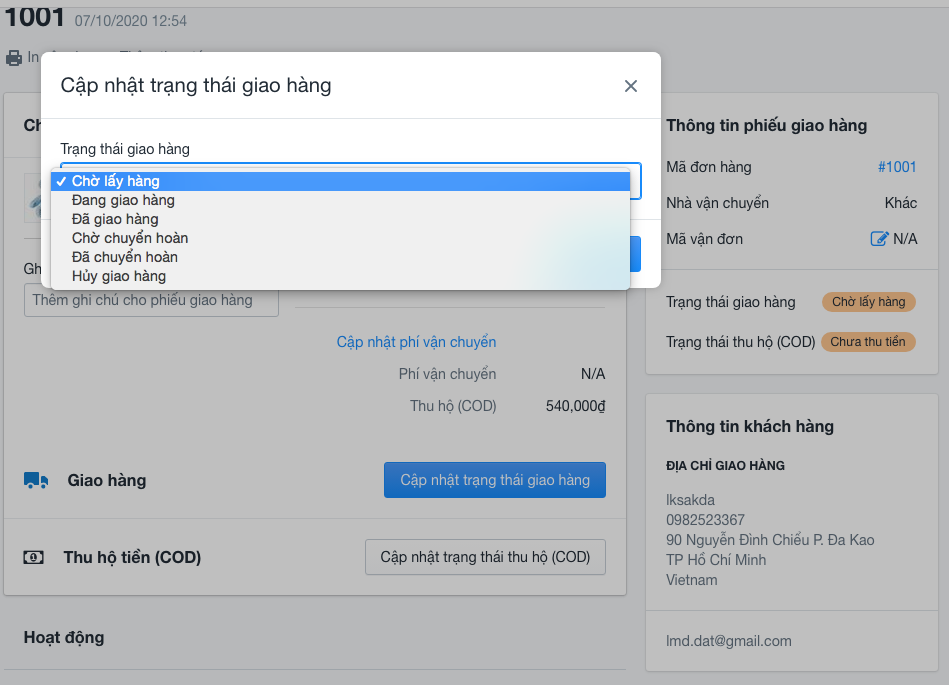 1001 07/10/2020 12:54
In
Cập nhật trạng thái giao hàng
Trạng thái giao hàng
✓ Chờ lấy hàng
Đang giao hàng
Đã giao hàng
Chờ chuyển hoàn
Đã chuyển hoàn
Hủy giao hàng
Thêm ghi chú cho phiếu giao hàng
Cập nhật phí vận chuyển
Phí vận chuyển N/A
Thu hộ (COD) 540,000₫
Giao hàng Cập nhật trạng thái giao hàng
Thu hộ tiền (COD) Cập nhật trạng thái thu hộ (COD)
Hoạt động
Thông tin phiếu giao hàng
Mã đơn hàng #1001
Nhà vận chuyển Khác
Mã vận đơn N/A
Trạng thái giao hàng Chờ lấy hàng
Trạng thái thu hộ (COD) Chưa thu tiền
Thông tin khách hàng
ĐỊA CHỈ GIAO HÀNG
lksakda
0982523367
90 Nguyễn Đình Chiểu P. Đa Kao
TP Hồ Chí Minh
Vietnam
lmd.dat@gmail.com